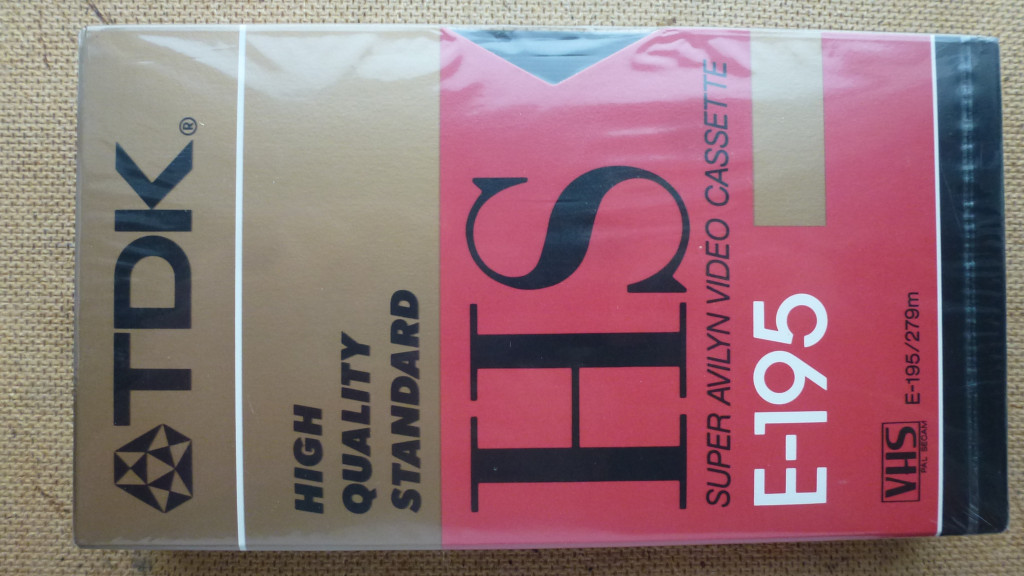 TDK®
HIGH
QUALITY
STANDARD
HS
SUPER AVILYN VIDEO CASSETTE
E-195
VHS E-195/279m
PAL SECAM